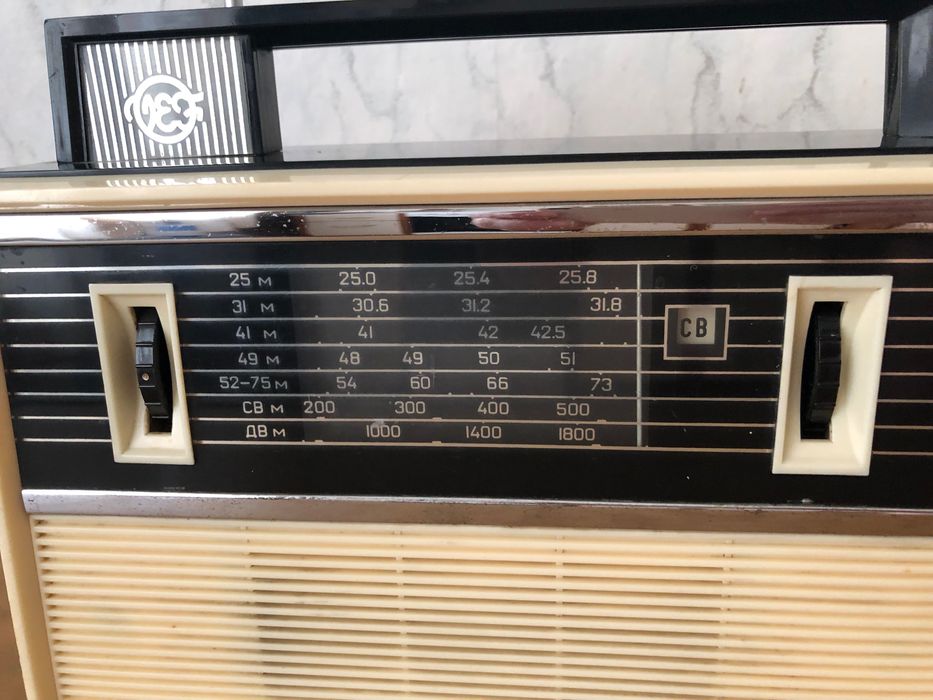 VEF
25 м 25.0 25.4 25.8
31 м 30.6 31.2 31.8
41 м 41 42 42.5
49 м 48 49 50 51
52-75 м 54 60 66 73
СВ м 200 300 400 500
ДВ м 1000 1400 1800
СВ